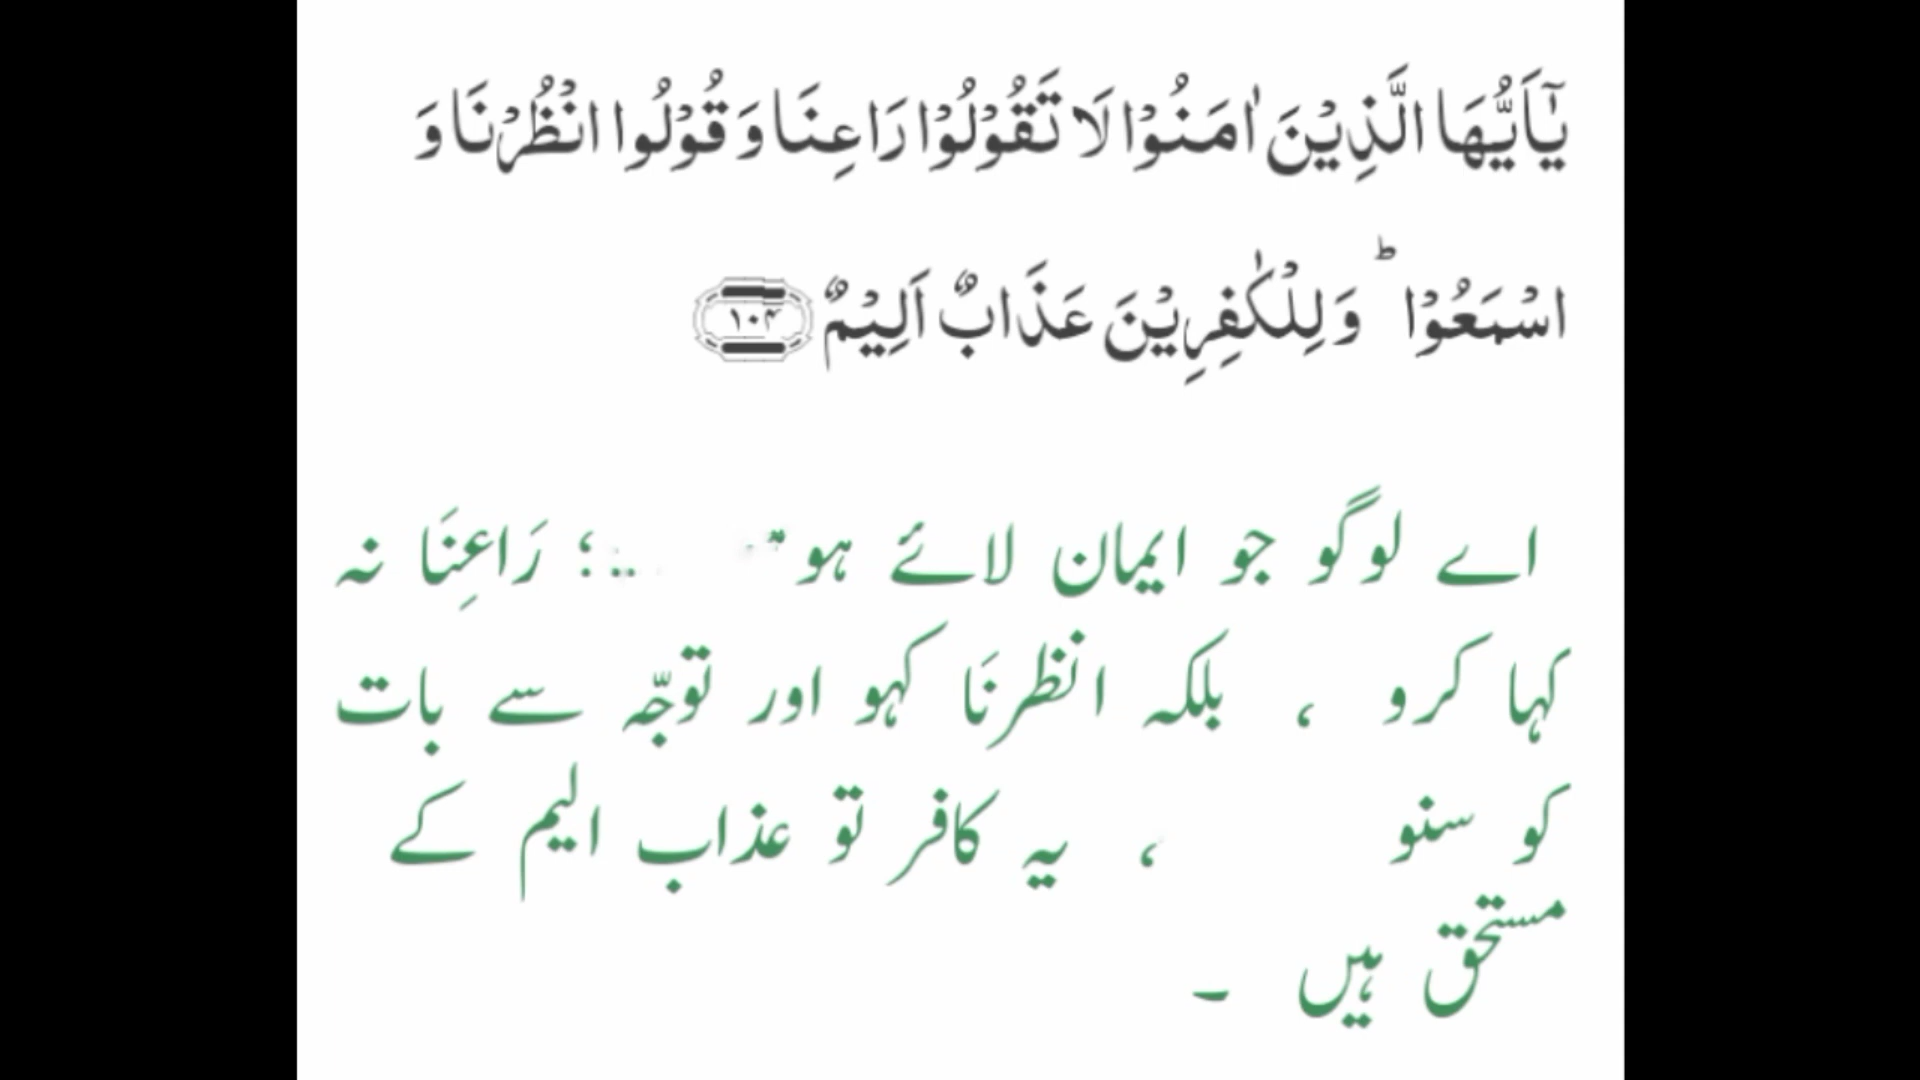 يٰۤاَيُّهَا الَّذِيْنَ اٰمَنُوْا لَا تَقُوْلُوْا رَاعِنَا وَ قُوْلُوا انْظُرْنَا وَ
اسْمَعُوْا ؕ وَ لِلْكٰفِرِيْنَ عَذَابٌ اَلِيْمٌ ۱۰۴
اے لوگو جو ایمان لائے ہو ؛ رَاعِنَا نہ
کہا کرو ، بلکہ انظرنَا کہو اور توجّہ سے بات
کو سنو ، یہ کافر تو عذاب الیم کے
مستحق ہیں ۔